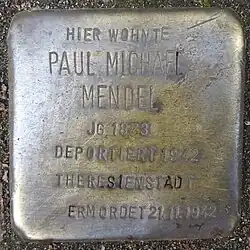 HIER WOHNTE
PAUL MICHAEL
MENDEL
JG. 1873
DEPORTIERT 1942
THERESIENSTADT
ERMORDET 21.11.1942